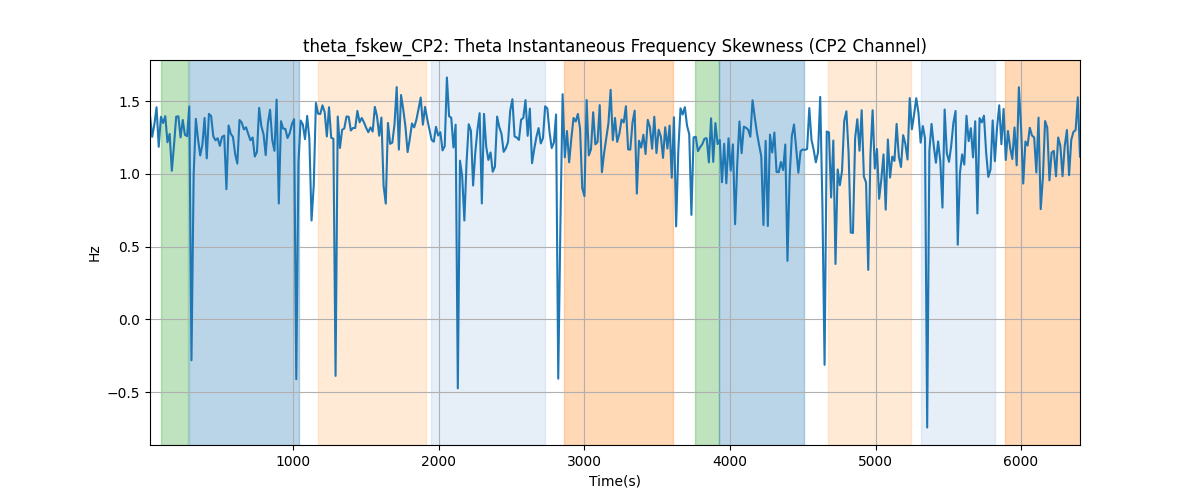 theta_fskew_CP2: Theta Instantaneous Frequency Skewness (CP2 Channel)
1.5
1.0
0.5
0.0
−0.5
Hz
1000 2000 3000 4000 5000 6000
Time(s)